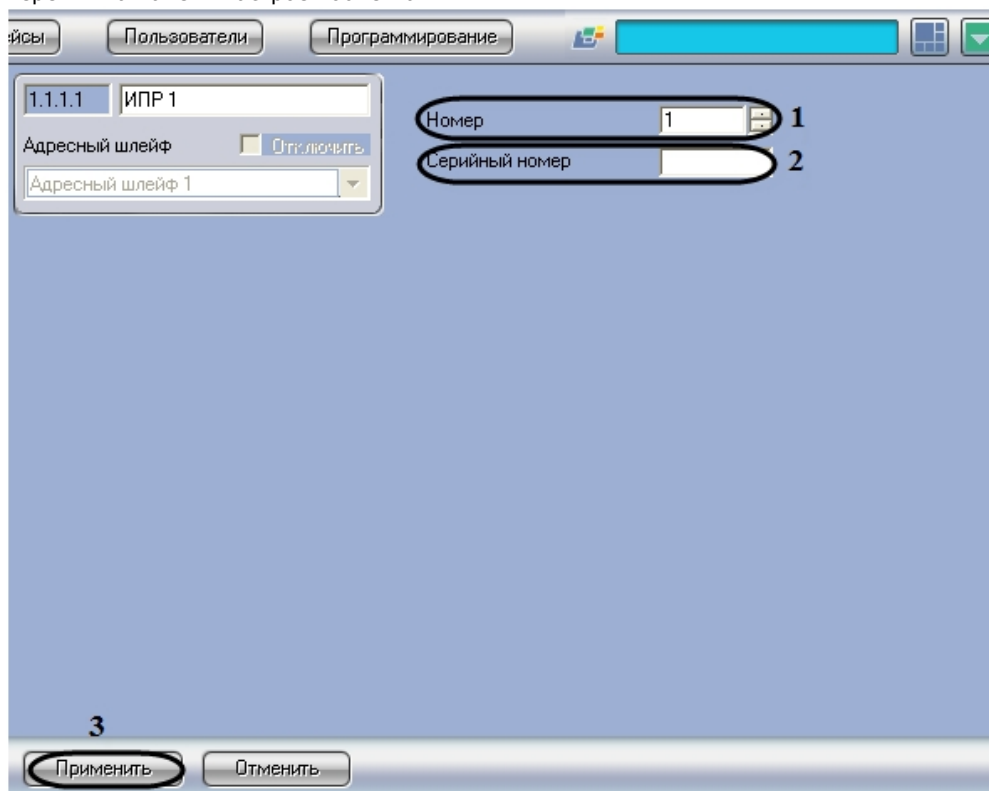 йсы Пользователи Программирование
1.1.1.1 ИПР 1
Адресный шлейф Отключить
Адресный шлейф 1
Номер 1 1
Серийный номер 2
3
Применить Отменить